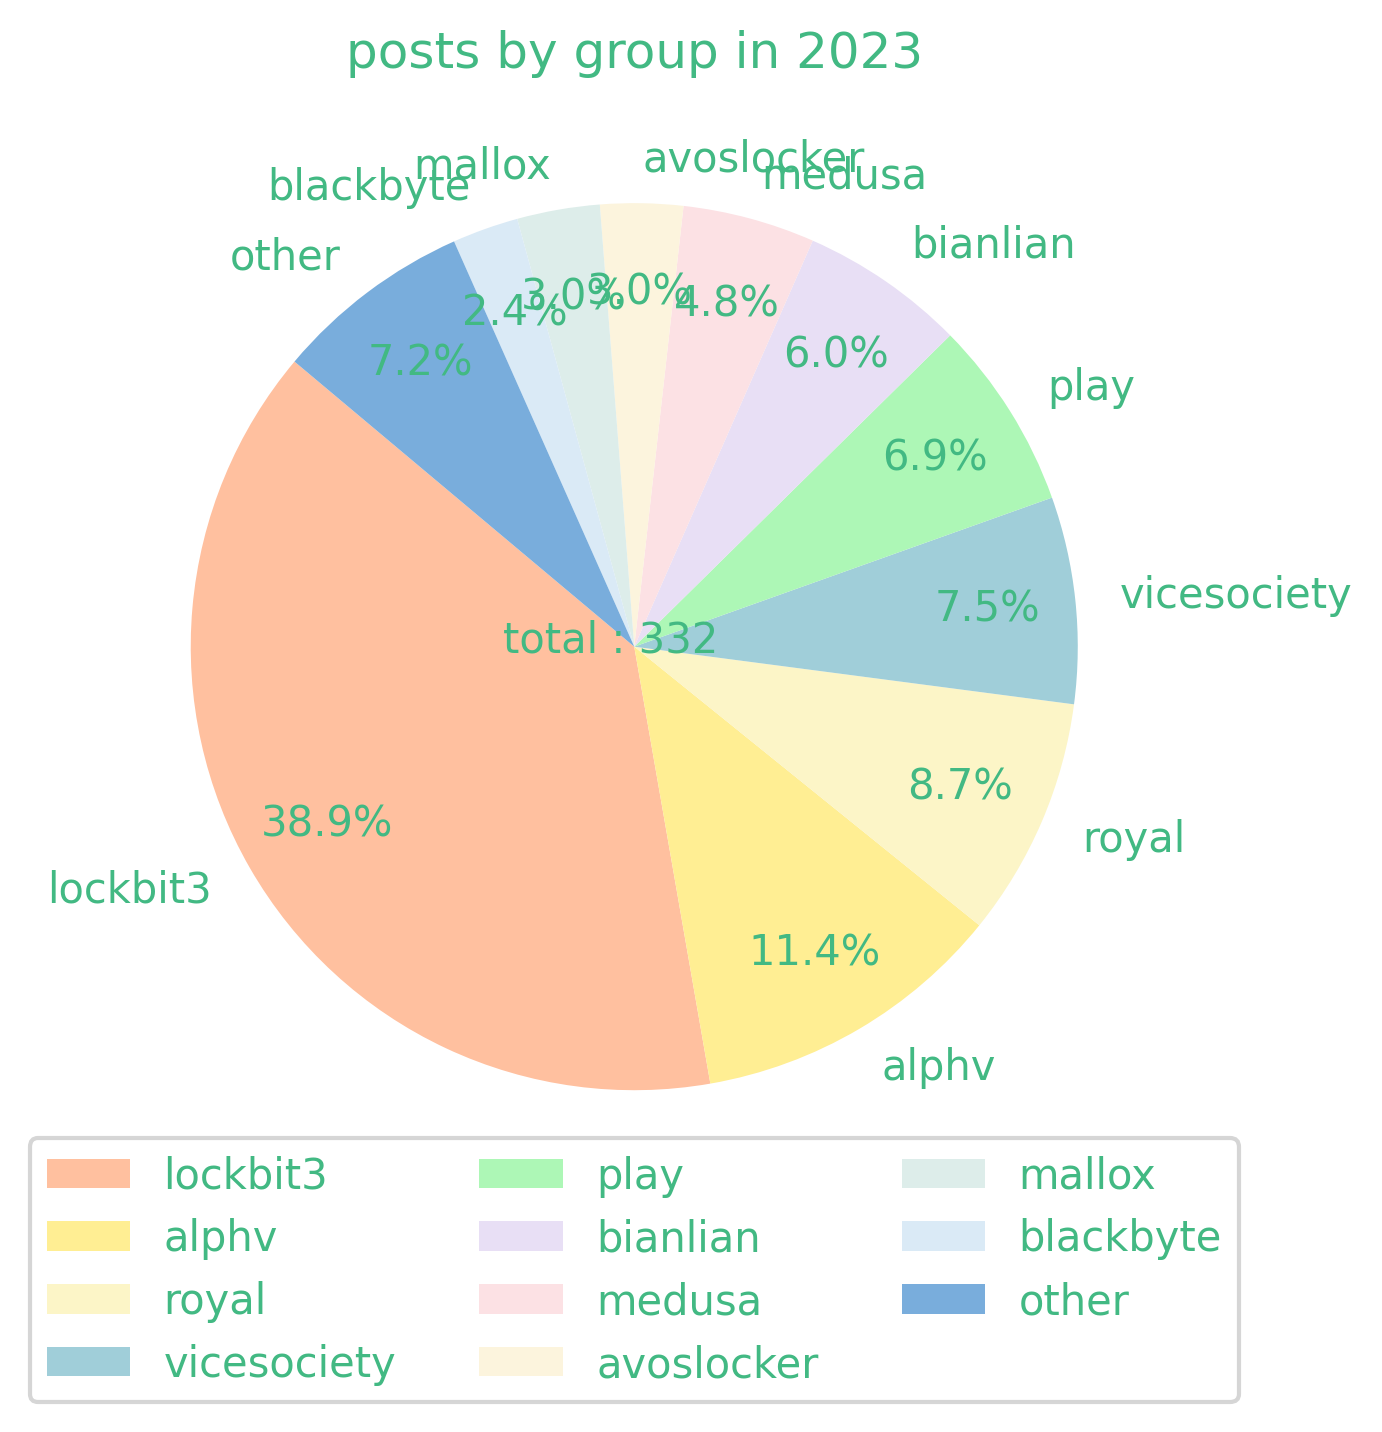 posts by group in 2023
avoslocker
mallox
medusa
blackbyte
bianlian
other
3.0%
3.0%
4.8%
2.4%
6.0%
7.2%
play
6.9%
vicesociety
7.5%
total : 332
8.7%
38.9%
royal
lockbit3
11.4%
alphv
lockbit3
alphv
royal
vicesociety
play
bianlian
medusa
avoslocker
mallox
blackbyte
other